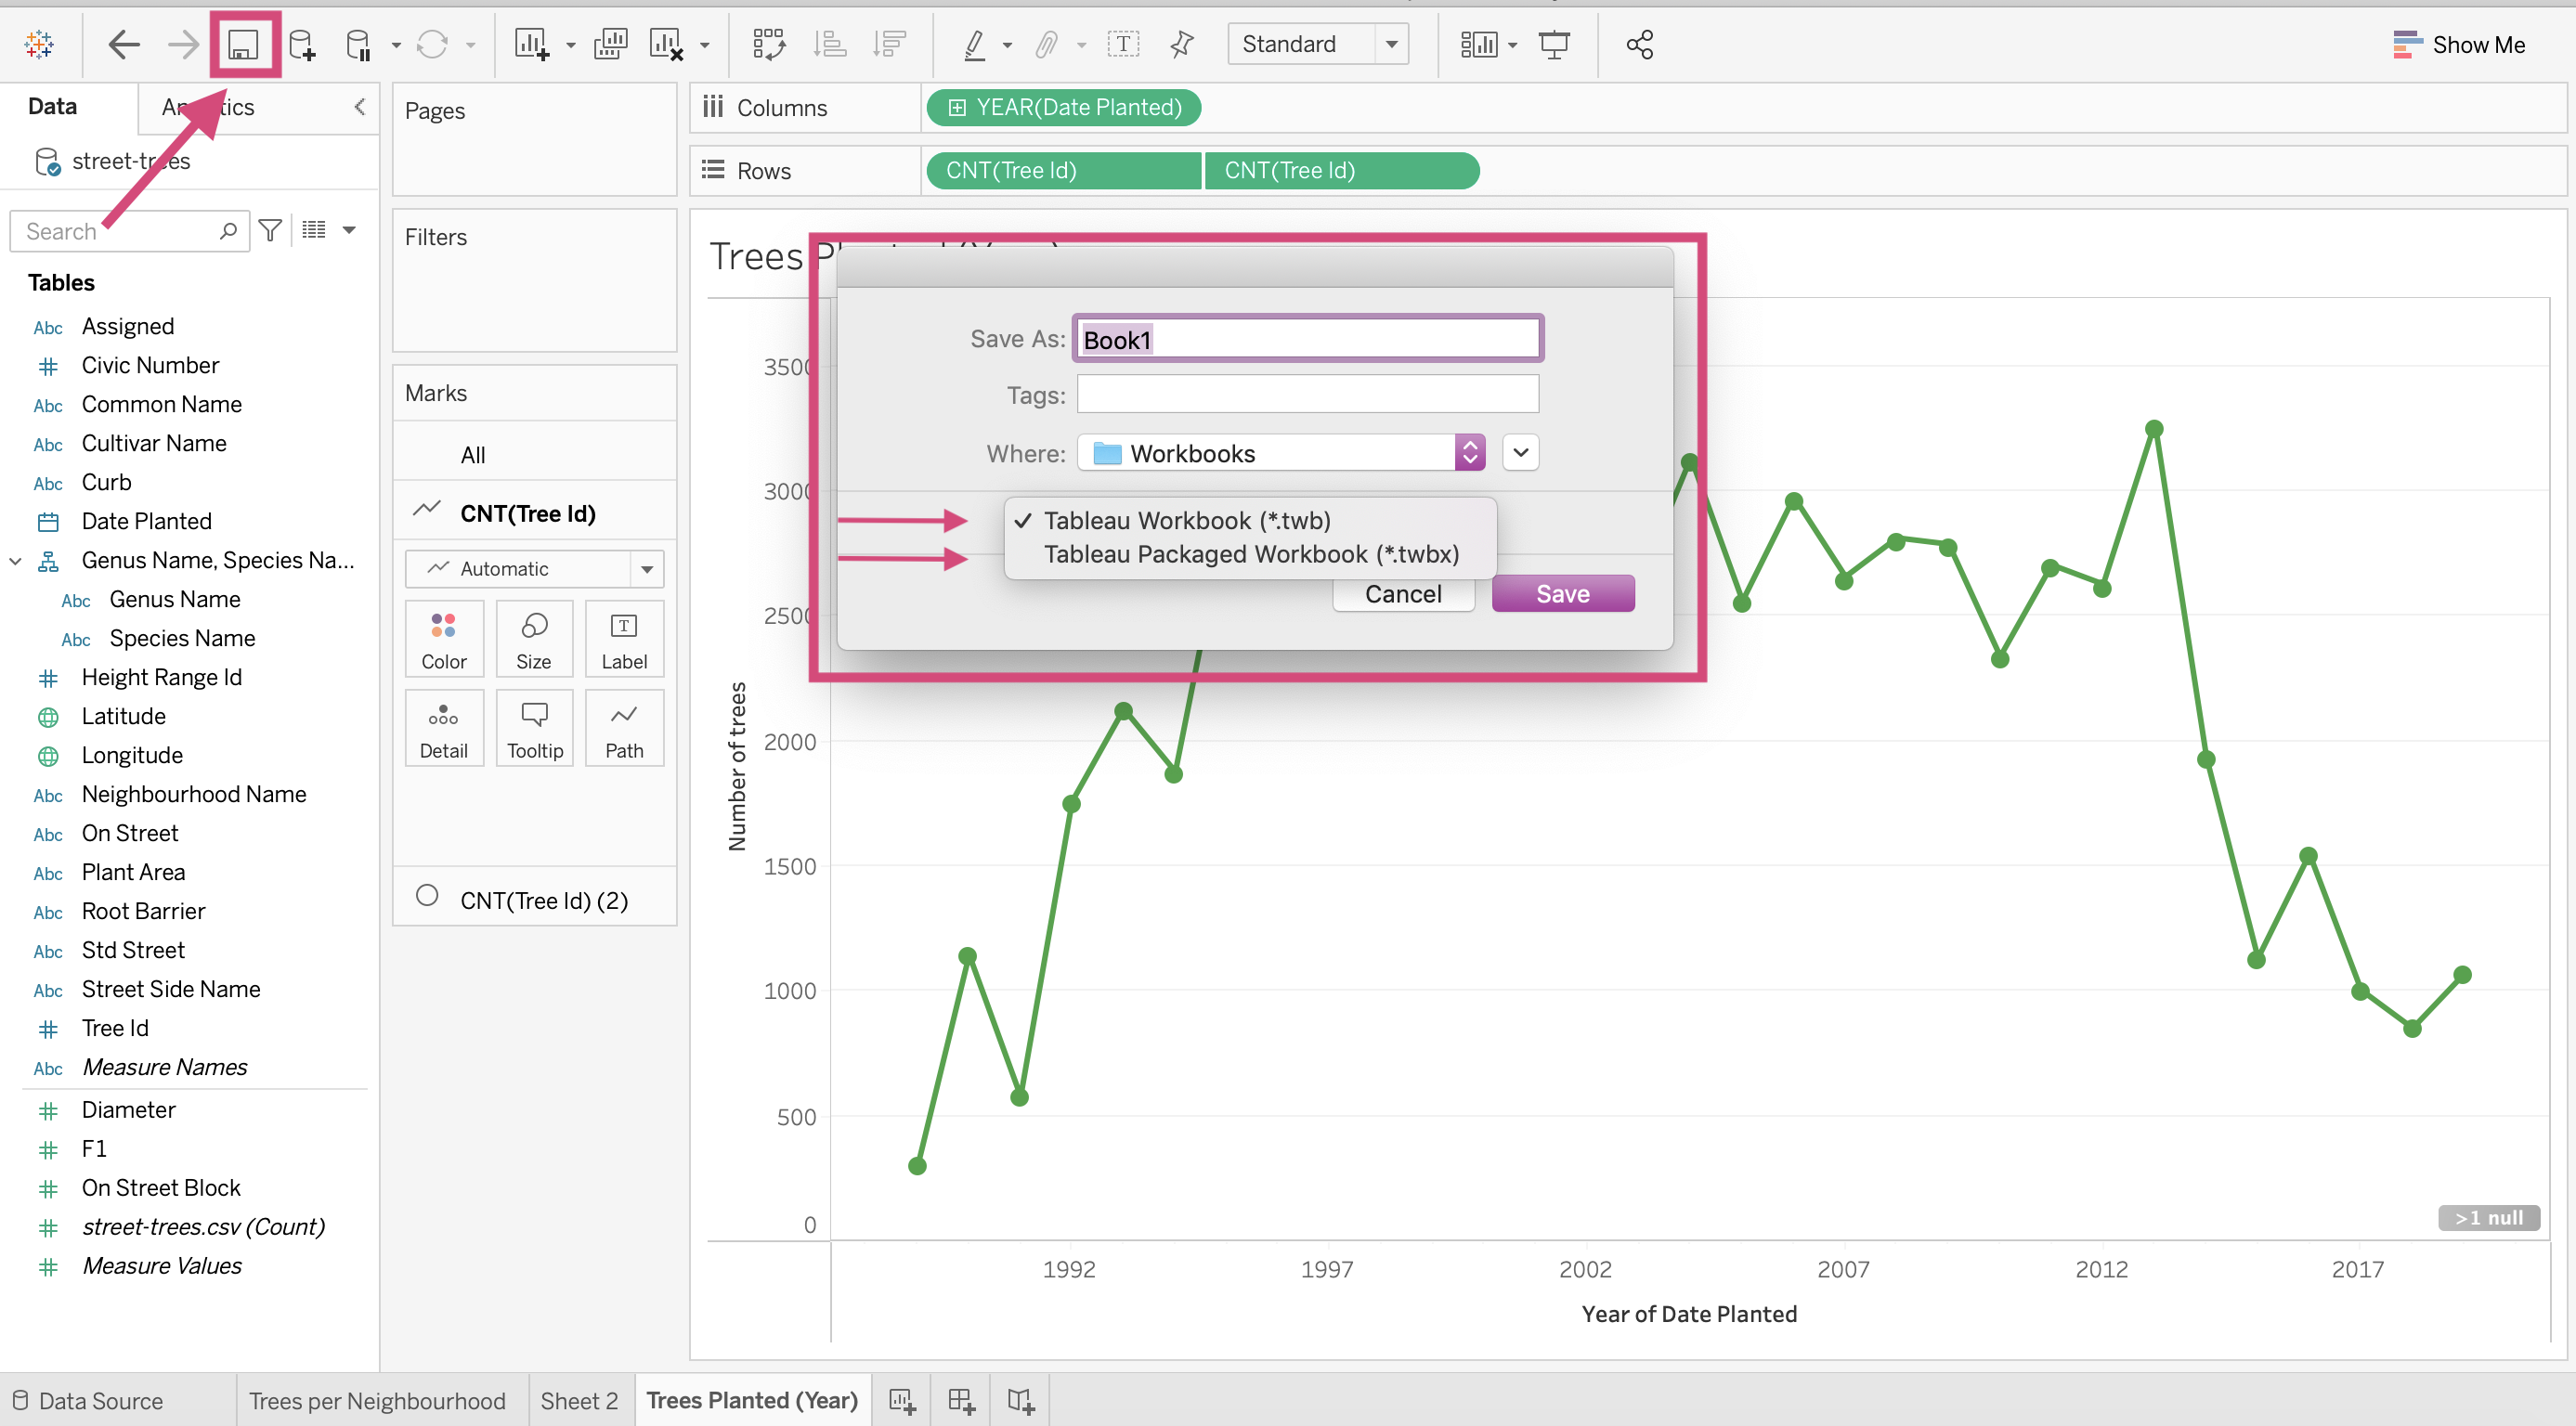 Standard
Show Me
Data
Analytics
street-trees
Search
Tables
Abc Assigned
Civic Number
Abc Common Name
Abc Cultivar Name
Abc Curb
Date Planted
Genus Name, Species Na...
Abc Genus Name
Abc Species Name
Height Range Id
Latitude
Longitude
Abc Neighbourhood Name
Abc On Street
Abc Plant Area
Abc Root Barrier
Abc Std Street
Abc Street Side Name
Tree Id
Abc Measure Names
Diameter
F1
On Street Block
street-trees.csv (Count)
Measure Values
Pages
Filters
Marks
All
CNT(Tree Id)
Automatic
Color Size T Label
Detail Tooltip Path
CNT(Tree Id) (2)
Columns YEAR(Date Planted)
Rows CNT(Tree Id) CNT(Tree Id)
Trees
Save As: Book1
Tags:
Where: Workbooks
✓ Tableau Workbook (*.twb)
Tableau Packaged Workbook (*.twbx)
Cancel Save
Number of trees
3500
3000
2500
2000
1500
1000
500
0
>1 null
1992 1997 2002 2007 2012 2017
Year of Date Planted
Data Source Trees per Neighbourhood Sheet 2 Trees Planted (Year)